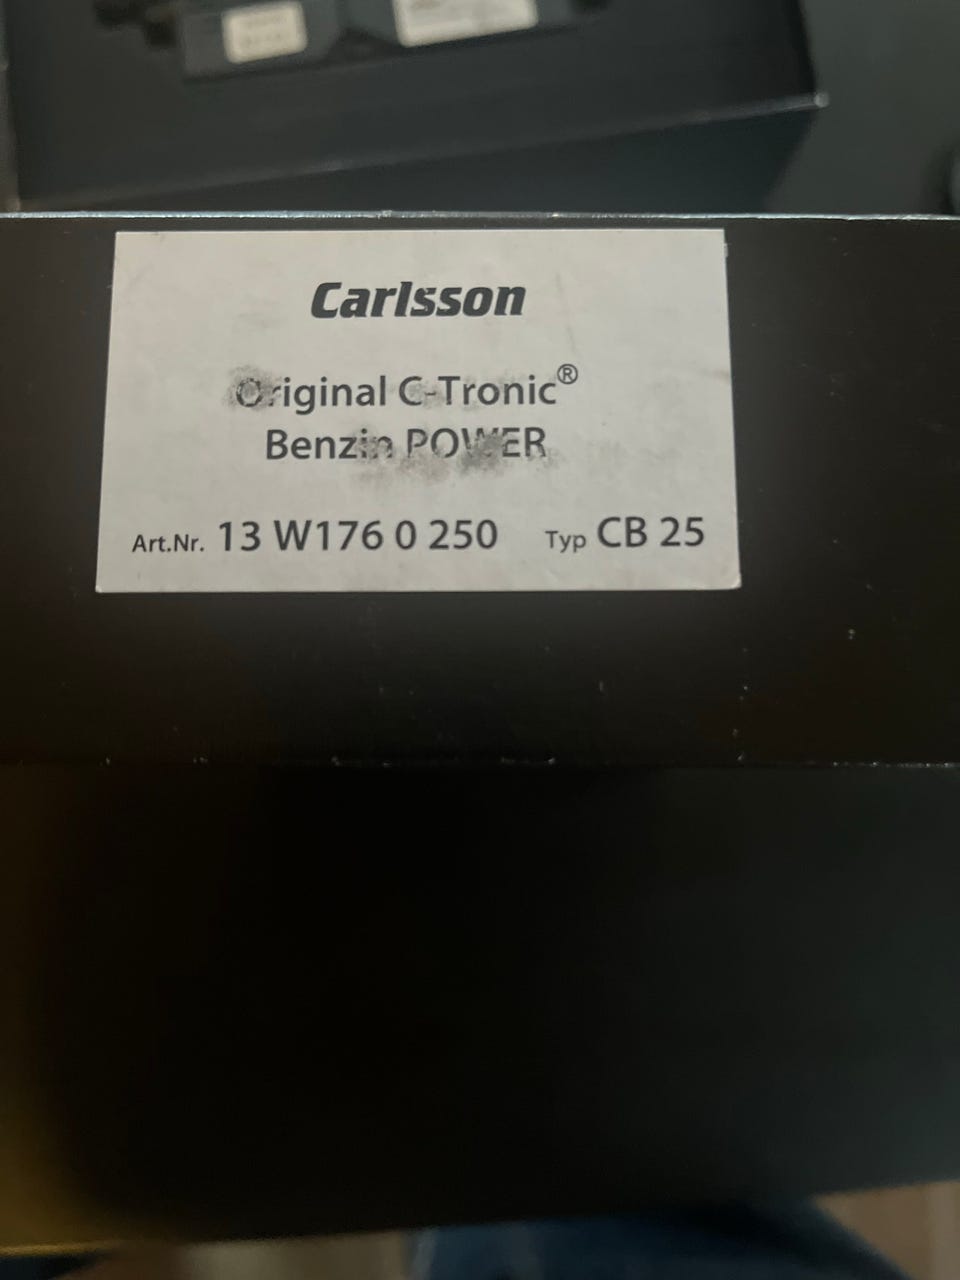 Carlsson
Original C-Tronic®
Benzin POWER
Art.Nr. 13 W176 0 250 Typ CB 25